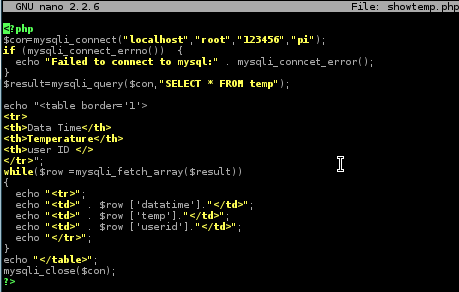 GNU nano 2.2.6 File: showtemp.php
<?php
$con=mysqli_connect("localhost","root","123456","pi");
if (mysqli_connect_errno()) {
echo "Failed to connect to mysql:" . mysqli_conncet_error();
}
$result=mysqli_query($con,"SELECT * FROM temp");
echo "<table border='1'>
<tr>
<th>Data Time</th>
<th>Temperature</th>
<th>user ID </>
</tr>";
while($row =mysqli_fetch_array($result))
{
echo "<tr>";
echo "<td>" . $row ['datatime']."</td>";
echo "<td>" . $row ['temp']."</td>";
echo "<td>" . $row ['userid']."</td>";
echo "</tr>";
}
echo "</table>";
mysqli_close($con);
?>